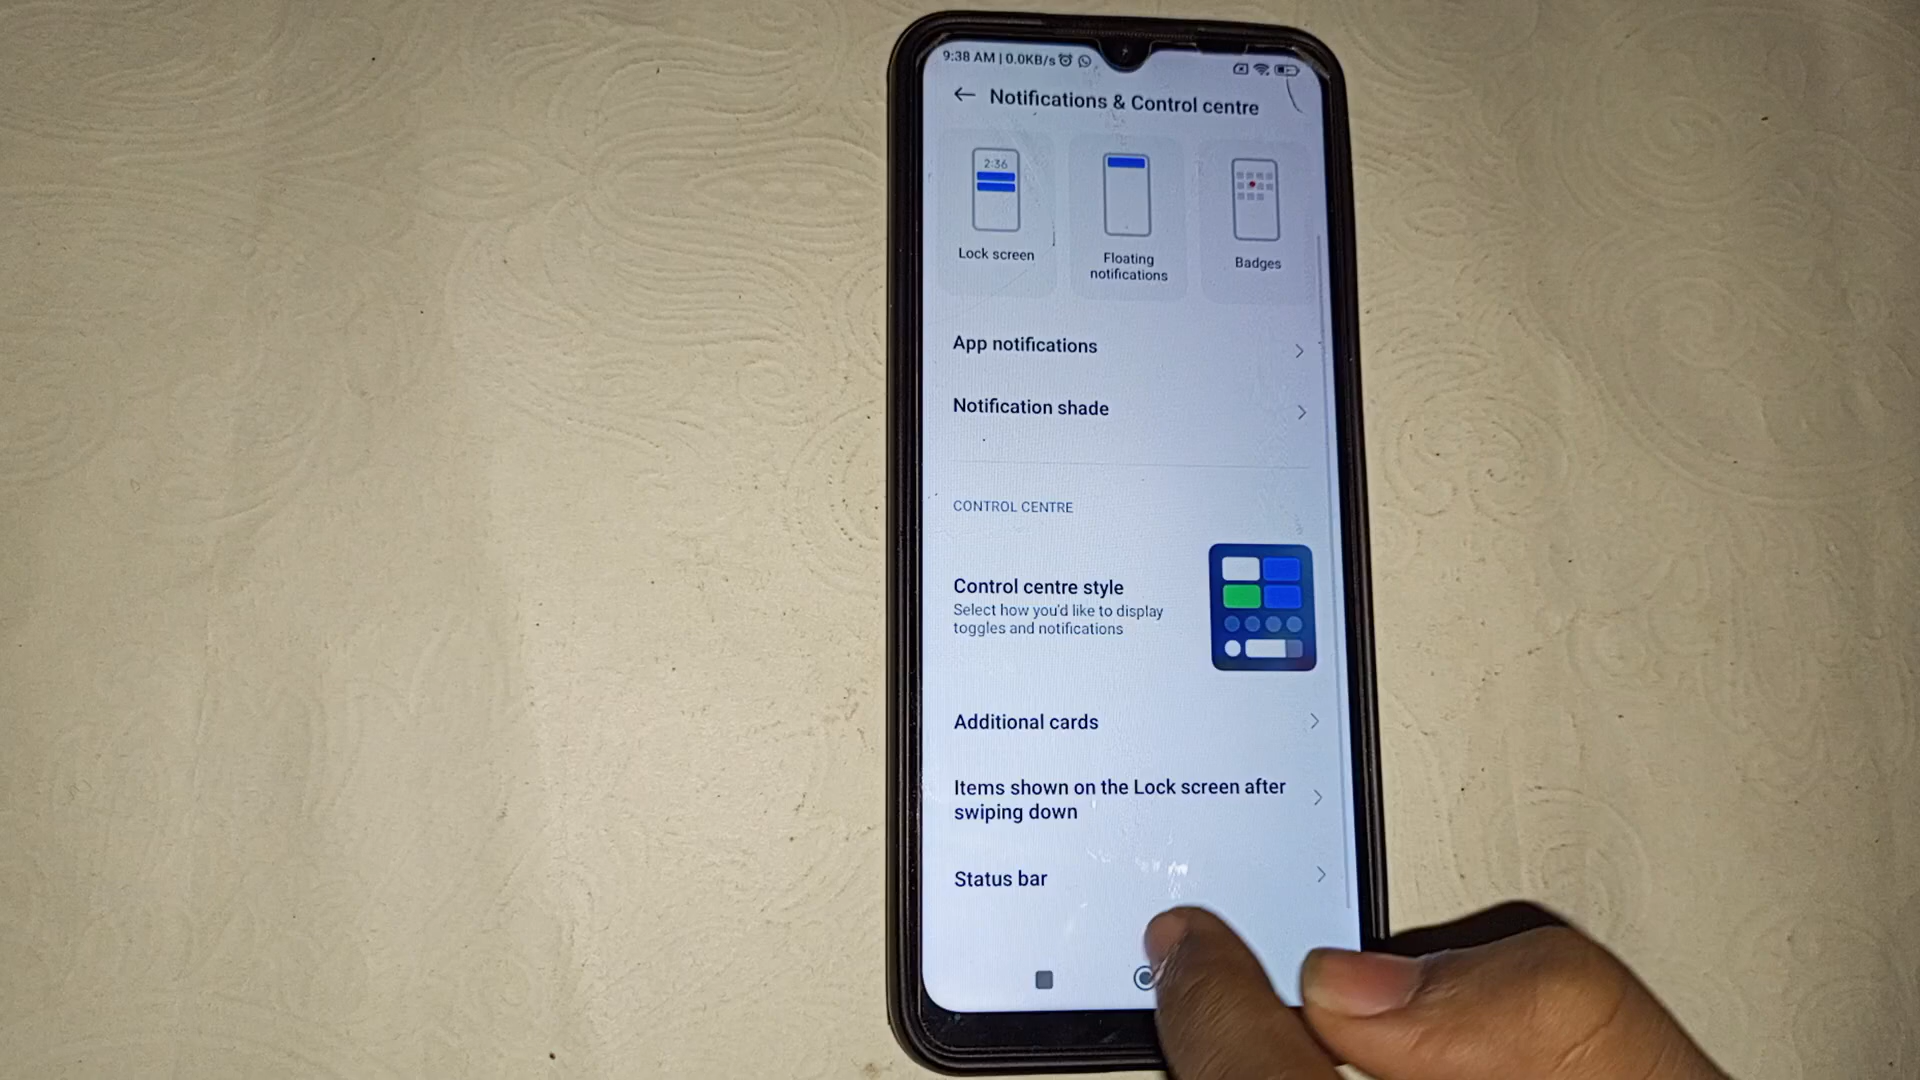 9:38 AM | 0.0KB/s
Notifications & Control centre
2:36
Lock screen
Floating
notifications
Badges
App notifications
Notification shade
CONTROL CENTRE
Control centre style
Select how you'd like to display
toggles and notifications
Additional cards
Items shown on the Lock screen after
swiping down
Status bar